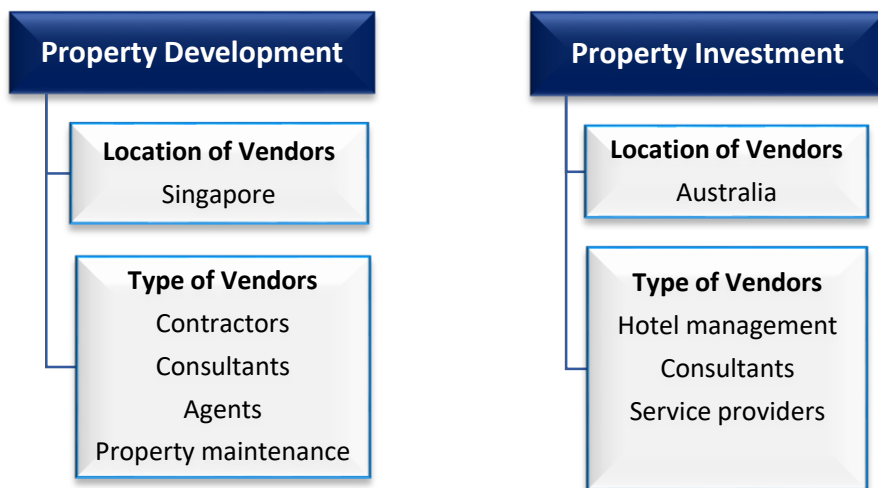 Property Development
Location of Vendors
Singapore
Type of Vendors
Contractors
Consultants
Agents
Property maintenance
Property Investment
Location of Vendors
Australia
Type of Vendors
Hotel management
Consultants
Service providers